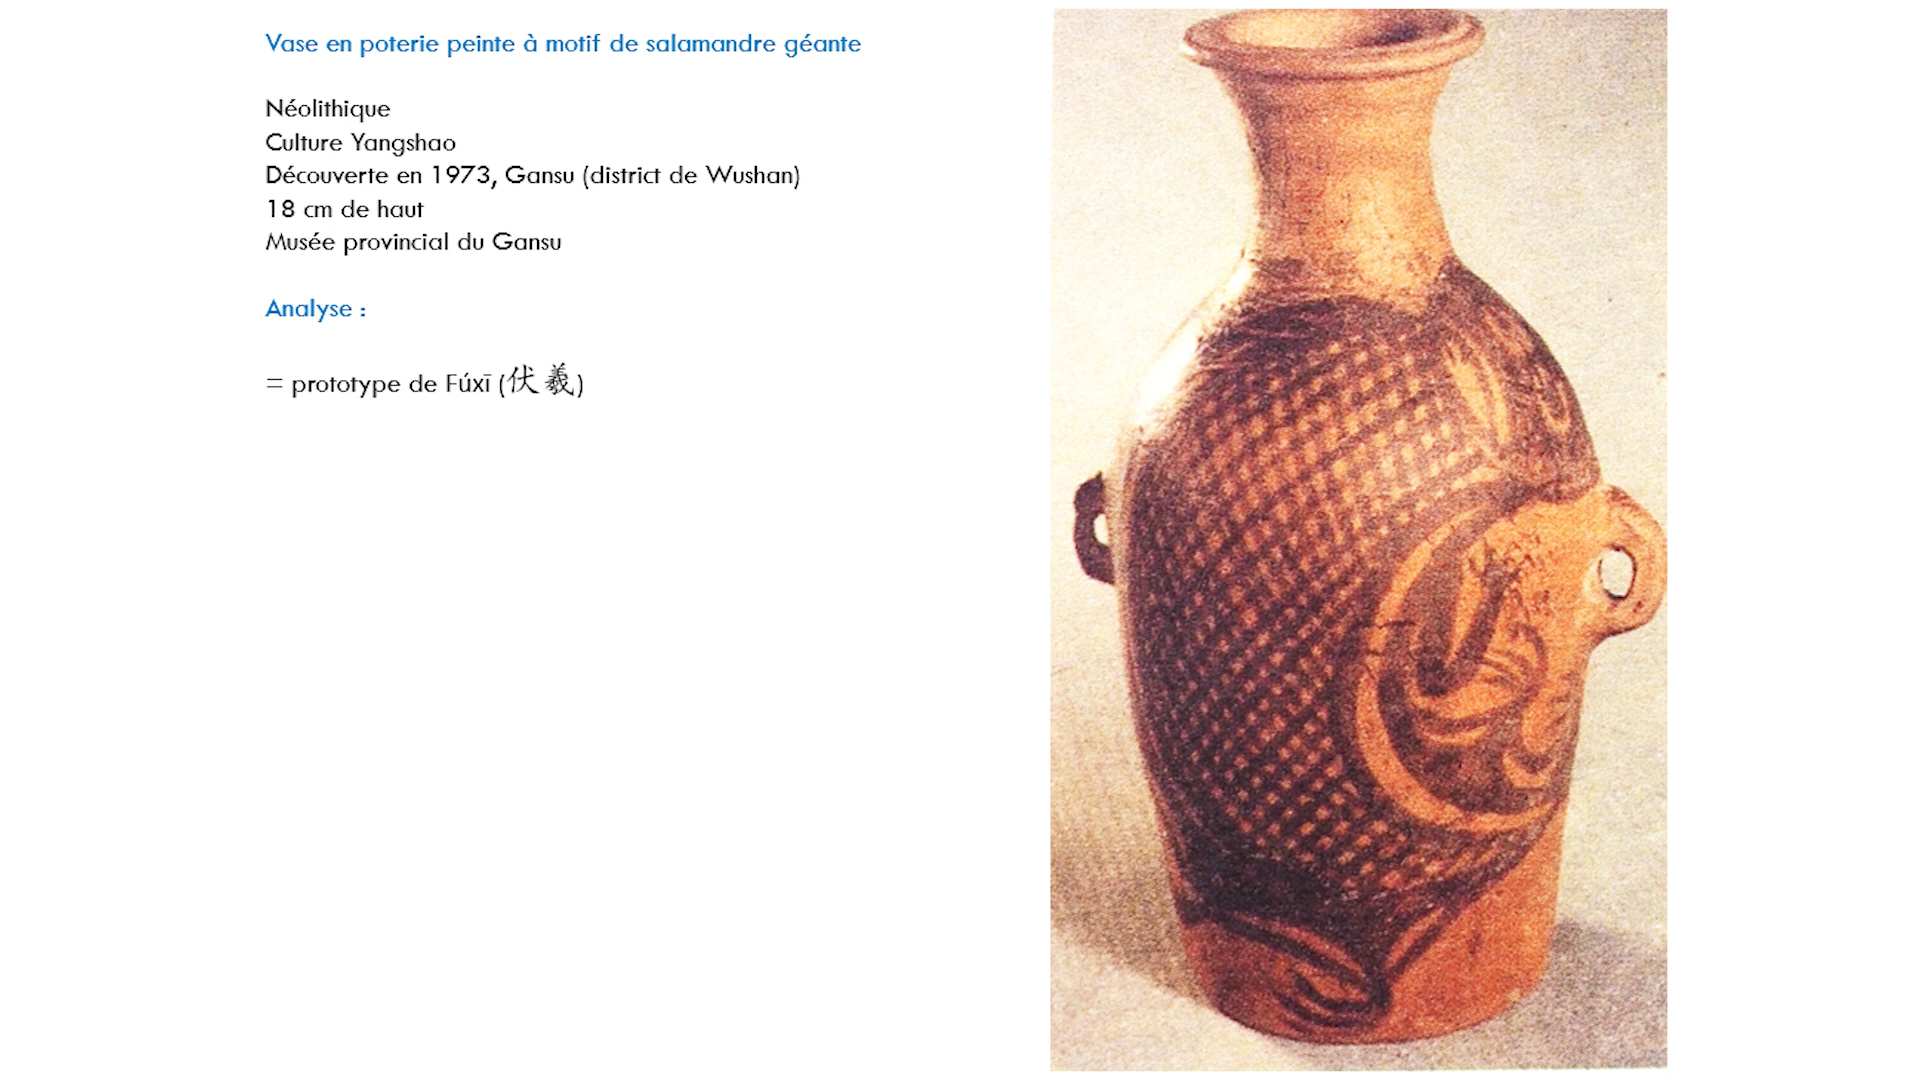 Vase en poterie peinte à motif de salamandre géante
Néolithique
Culture Yangshao
Découverte en 1973, Gansu (district de Wushan)
18 cm de haut
Musée provincial du Gansu
Analyse :
= prototype de Fúxī (伏羲)